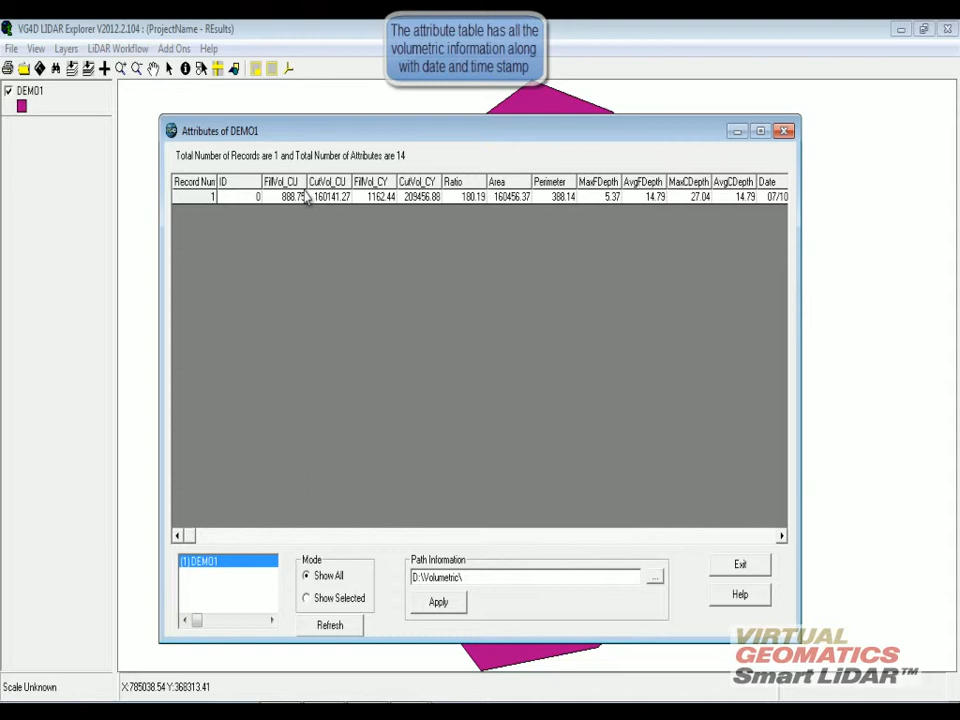 VG4D LIDAR Explorer V2012.2.104 : (ProjectName - REsults)
The attribute table has all the
volumetric information along
with date and time stamp
File View Layers LiDAR Workflow Add Ons Help
DEMO1
Attributes of DEMO1
Total Number of Records are 1 and Total Number of Attributes are 14
Record Num ID FillVol_CU CutVol_CU FillVol_CY CutVol_CY Ratio Area Perimeter MaxFDepth AvgFDepth MaxCDepth AvgCDepth Date
1 0 888.75 160141.27 1162.44 209456.88 180.19 160456.37 388.14 5.37 14.79 27.04 14.79 07/10
(1) DEMO1
Mode
Show All
Show Selected
Refresh
Path Information
D:\Volumetric\
...
Apply
Exit
Help
VIRTUAL
GEOMATICS
Smart LiDAR™
Scale Unknown X:785038.54 Y:368313.41